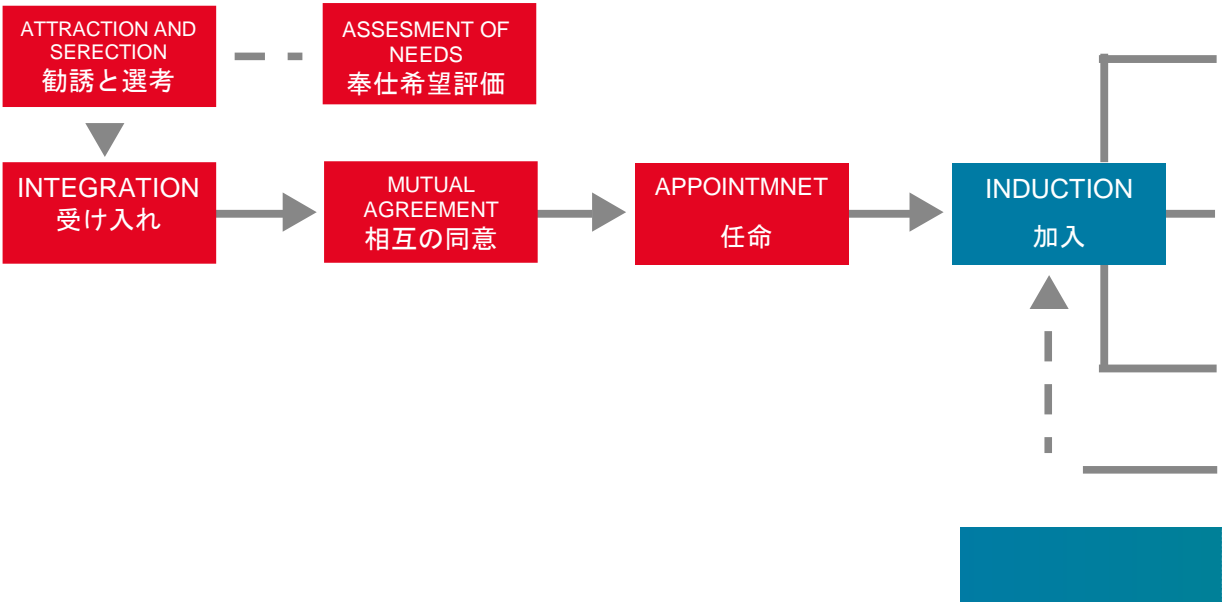 ATTRACTION AND
SERECTION
勧誘と選考
ASSESMENT OF
NEEDS
奉仕希望評価
INTEGRATION
受け入れ
MUTUAL
AGREEMENT
相互の同意
APPOINTMNET
任命
INDUCTION
加入